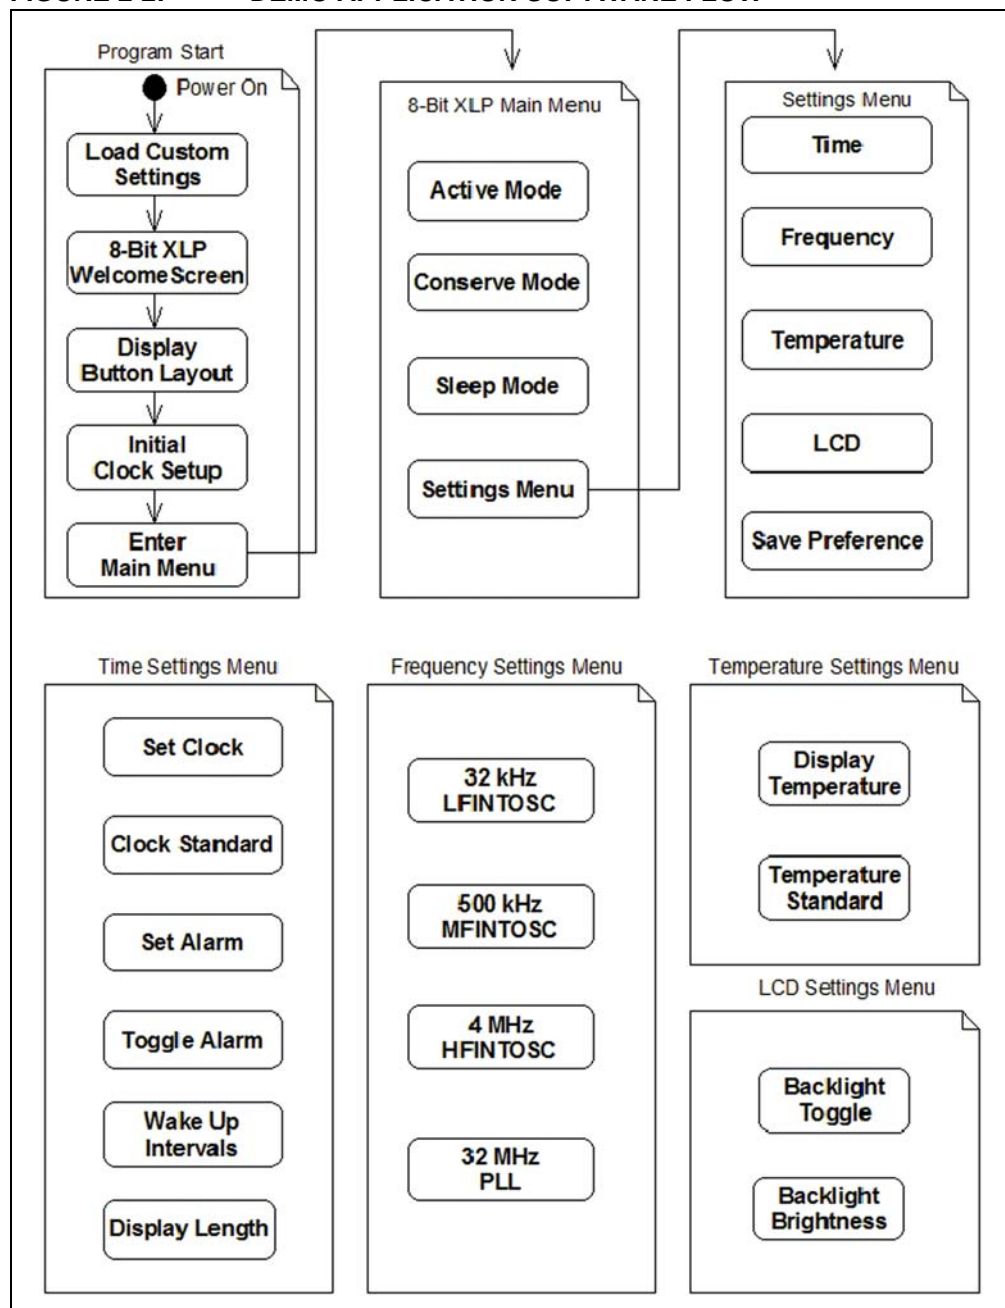 Program Start
Power On
Load Custom
Settings
8-Bit XLP
WelcomeScreen
Display
Button Layout
Initial
Clock Setup
Enter
Main Menu
8-Bit XLP Main Menu
Active Mode
Conserve Mode
Sleep Mode
Settings Menu
Settings Menu
Time
Frequency
Temperature
LCD
Save Preference
Time Settings Menu
Set Clock
Clock Standard
Set Alarm
Toggle Alarm
Wake Up
Intervals
Display Length
Frequency Settings Menu
32 kHz
LFINTOSC
500 kHz
MFINTOSC
4 MHz
HFINTOSC
32 MHz
PLL
Temperature Settings Menu
Display
Temperature
Temperature
Standard
LCD Settings Menu
Backlight
Toggle
Backlight
Brightness